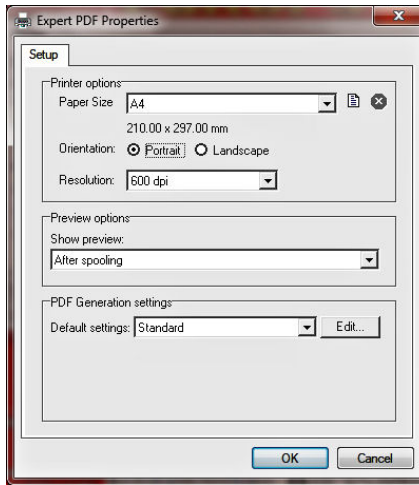 Expert PDF Properties
Setup
Printer options
Paper Size
A4
210.00 x 297.00 mm
Orientation:
Portrait
Landscape
Resolution:
600 dpi
Preview options
Show preview:
After spooling
PDF Generation settings
Default settings:
Standard
Edit...
OK
Cancel